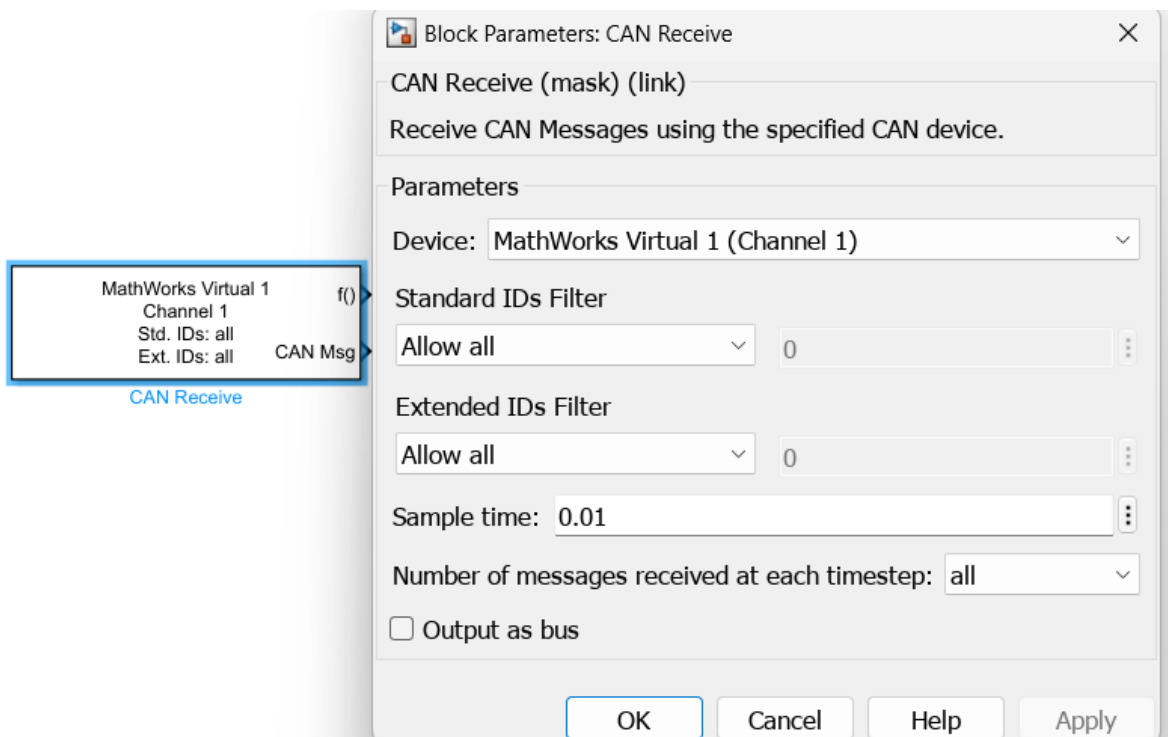 Block Parameters: CAN Receive
CAN Receive (mask) (link)
Receive CAN Messages using the specified CAN device.
Parameters
Device: MathWorks Virtual 1 (Channel 1)
Standard IDs Filter
Allow all 0
Extended IDs Filter
Allow all 0
Sample time: 0.01
Number of messages received at each timestep: all
Output as bus
OK Cancel Help Apply
MathWorks Virtual 1
Channel 1
Std. IDs: all
Ext. IDs: all
f()
CAN Msg
CAN Receive